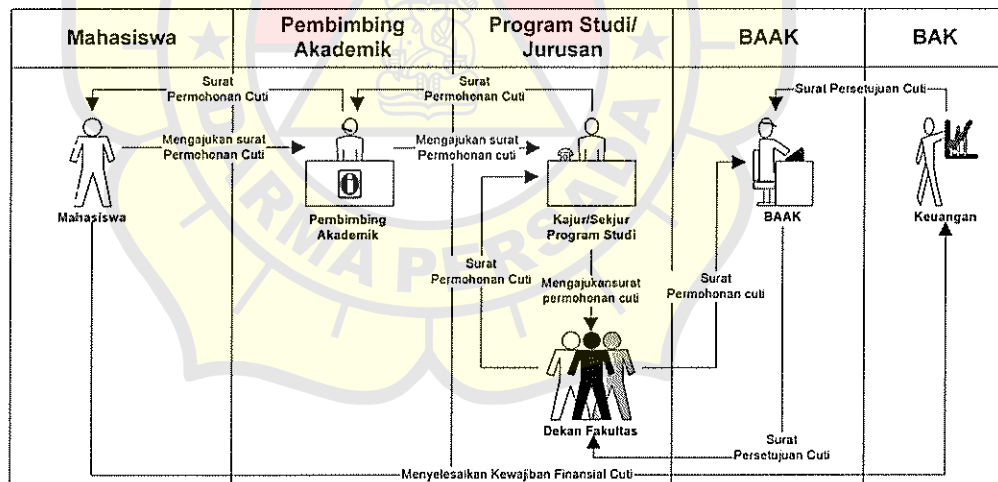 Mahasiswa
Pembimbing
Akademik
Program Studi/
Jurusan
BAAK
BAK
Surat
Permohonan Cuti
Surat
Permohonan Cuti
Surat Persetujuan Cuti
Mengajukan surat
Permohonan Cuti
Mengajukan surat
Permohonan cuti
Mahasiswa
Pembimbing
Akademik
Kajur/Sekjur
Program Studi
BAAK
Keuangan
Surat
Permohonan Cuti
Mengajukansurat
permohonan cuti
Surat
Permohonan cuti
Dekan Fakultas
Surat
Persetujuan Cuti
Menyelesaikan Kewajiban Finansial Cuti
DARMA PERSADA